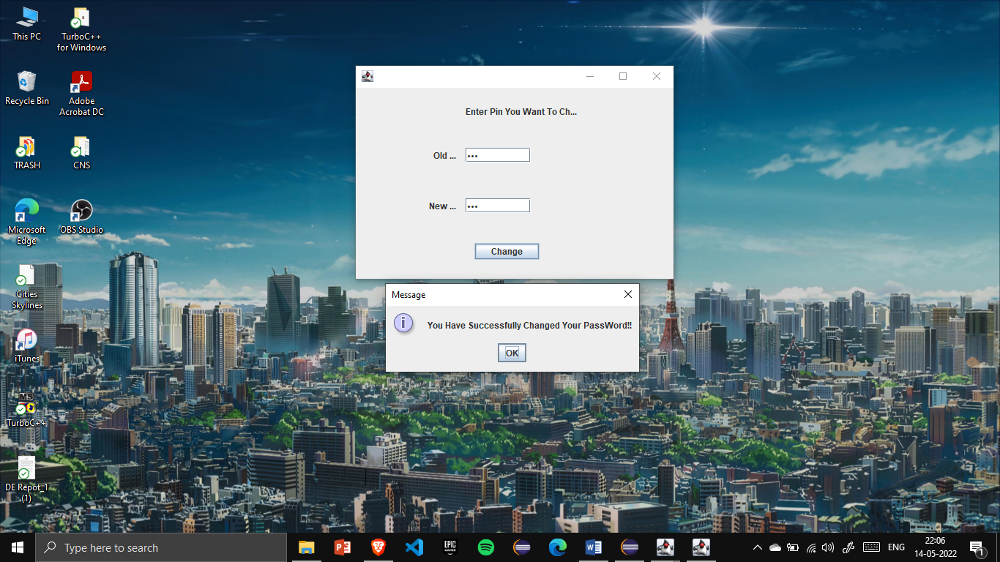 This PC
TurboC++
for Windows
Recycle Bin
Adobe
Acrobat DC
TRASH
CNS
Microsoft
Edge
OBS Studio
Cities
Skylines
iTunes
MS
TurboC++
DE Repot_1
(1)
Enter Pin You Want To Ch...
Old ...
New ...
Change
Message
You Have Successfully Changed Your PassWord!!
OK
Type here to search
EPIC
GAMES
ENG
22:06
14-05-2022
1